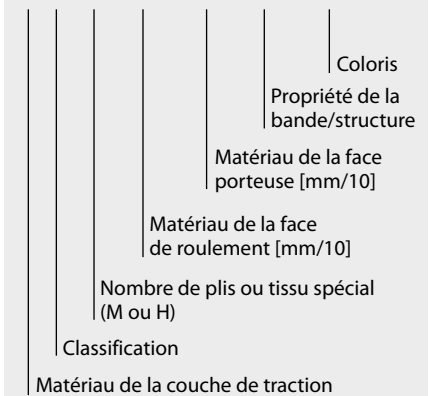 Coloris
Propriété de la
bande/structure
Matériau de la face
porteuse [mm/10]
Matériau de la face
de roulement [mm/10]
Nombre de plis ou tissu spécial
(M ou H)
Classification
Matériau de la couche de traction